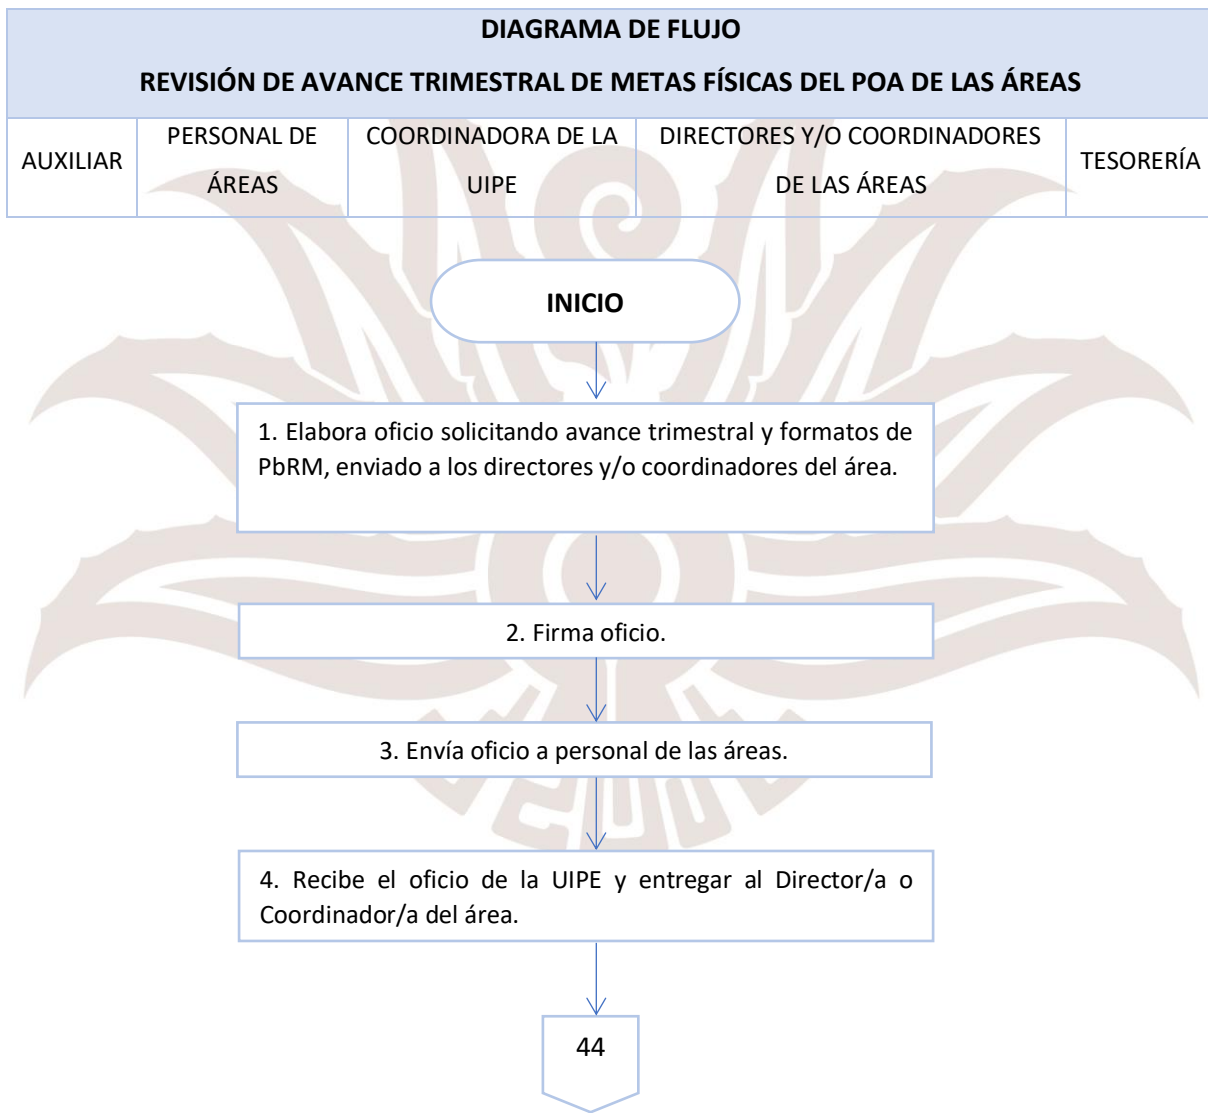 DIAGRAMA DE FLUJO
REVISIÓN DE AVANCE TRIMESTRAL DE METAS FÍSICAS DEL POA DE LAS ÁREAS
AUXILIAR
PERSONAL DE
ÁREAS
COORDINADORA DE LA
UIPE
DIRECTORES Y/O COORDINADORES
DE LAS ÁREAS
TESORERÍA
INICIO
1. Elabora oficio solicitando avance trimestral y formatos de
PbRM, enviado a los directores y/o coordinadores del área.
2. Firma oficio.
3. Envía oficio a personal de las áreas.
4. Recibe el oficio de la UIPE y entregar al Director/a o
Coordinador/a del área.
44